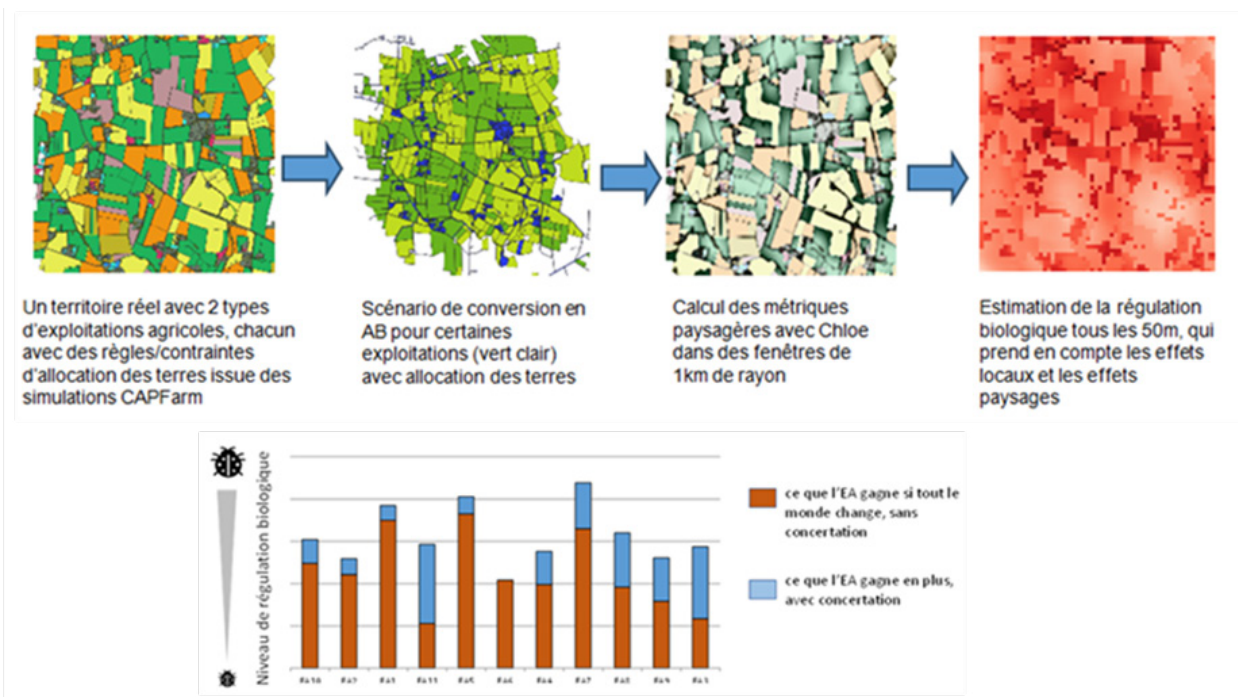 Un territoire réel avec 2 types
d'exploitations agricoles, chacun
avec des règles/contraintes
d'allocation des terres issue des
simulations CAPFarm
Scénario de conversion en
AB pour certaines
exploitations (vert clair)
avec allocation des terres
Calcul des métriques
paysagères avec Chloe
dans des fenêtres de
1km de rayon
Estimation de la régulation
biologique tous les 50m, qui
prend en compte les effets
locaux et les effets
paysages
Niveau de régulation biologique
ce que l'EA gagne si tout le
monde change, sans
concertation
ce que l'EA gagne en plus,
avec concertation